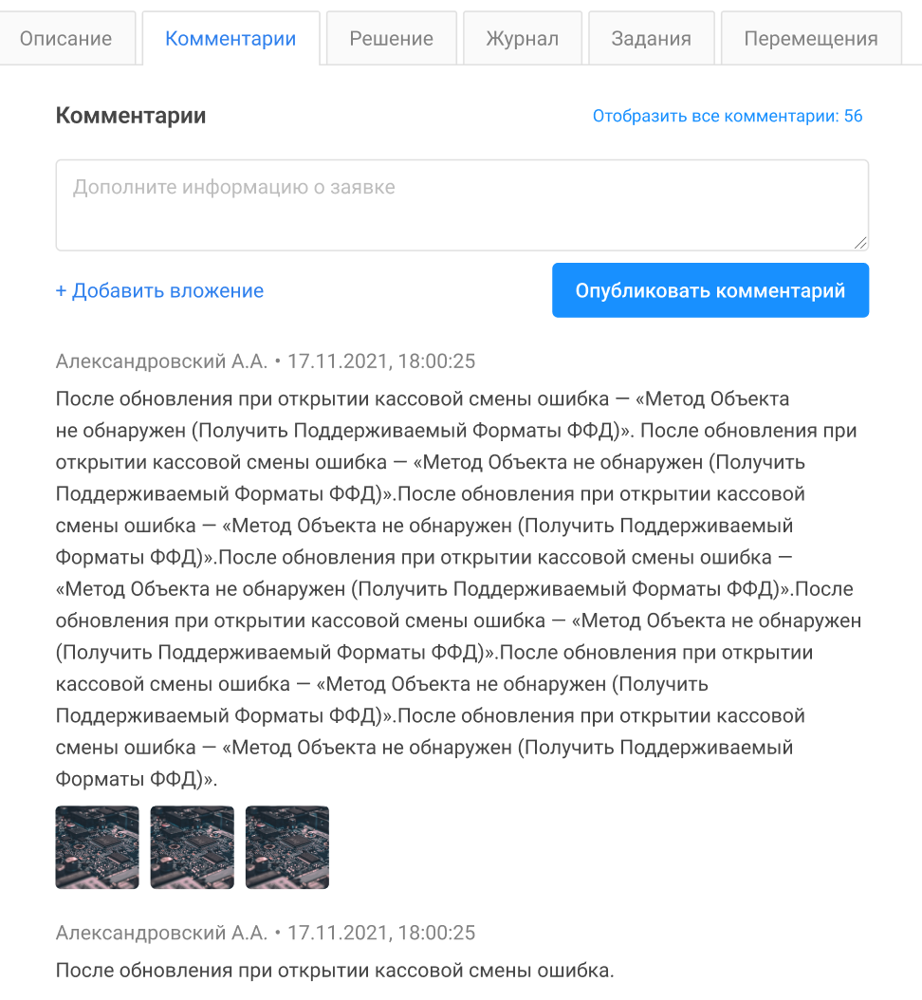 Описание Комментарии Решение Журнал Задания Перемещения
Комментарии Отобразить все комментарии: 56
Дополните информацию о заявке
+ Добавить вложение Опубликовать комментарий
Александровский А.А. • 17.11.2021, 18:00:25
После обновления при открытии кассовой смены ошибка — «Метод Объекта
не обнаружен (Получить Поддерживаемый Форматы ФФД)». После обновления при
открытии кассовой смены ошибка — «Метод Объекта не обнаружен (Получить
Поддерживаемый Форматы ФФД)».После обновления при открытии кассовой
смены ошибка — «Метод Объекта не обнаружен (Получить Поддерживаемый
Форматы ФФД)».После обновления при открытии кассовой смены ошибка —
«Метод Объекта не обнаружен (Получить Поддерживаемый Форматы ФФД)».После
обновления при открытии кассовой смены ошибка — «Метод Объекта не обнаружен
(Получить Поддерживаемый Форматы ФФД)».После обновления при открытии
кассовой смены ошибка — «Метод Объекта не обнаружен (Получить
Поддерживаемый Форматы ФФД)».После обновления при открытии кассовой
смены ошибка — «Метод Объекта не обнаружен (Получить Поддерживаемый
Форматы ФФД)».
Александровский А.А. • 17.11.2021, 18:00:25
После обновления при открытии кассовой смены ошибка.